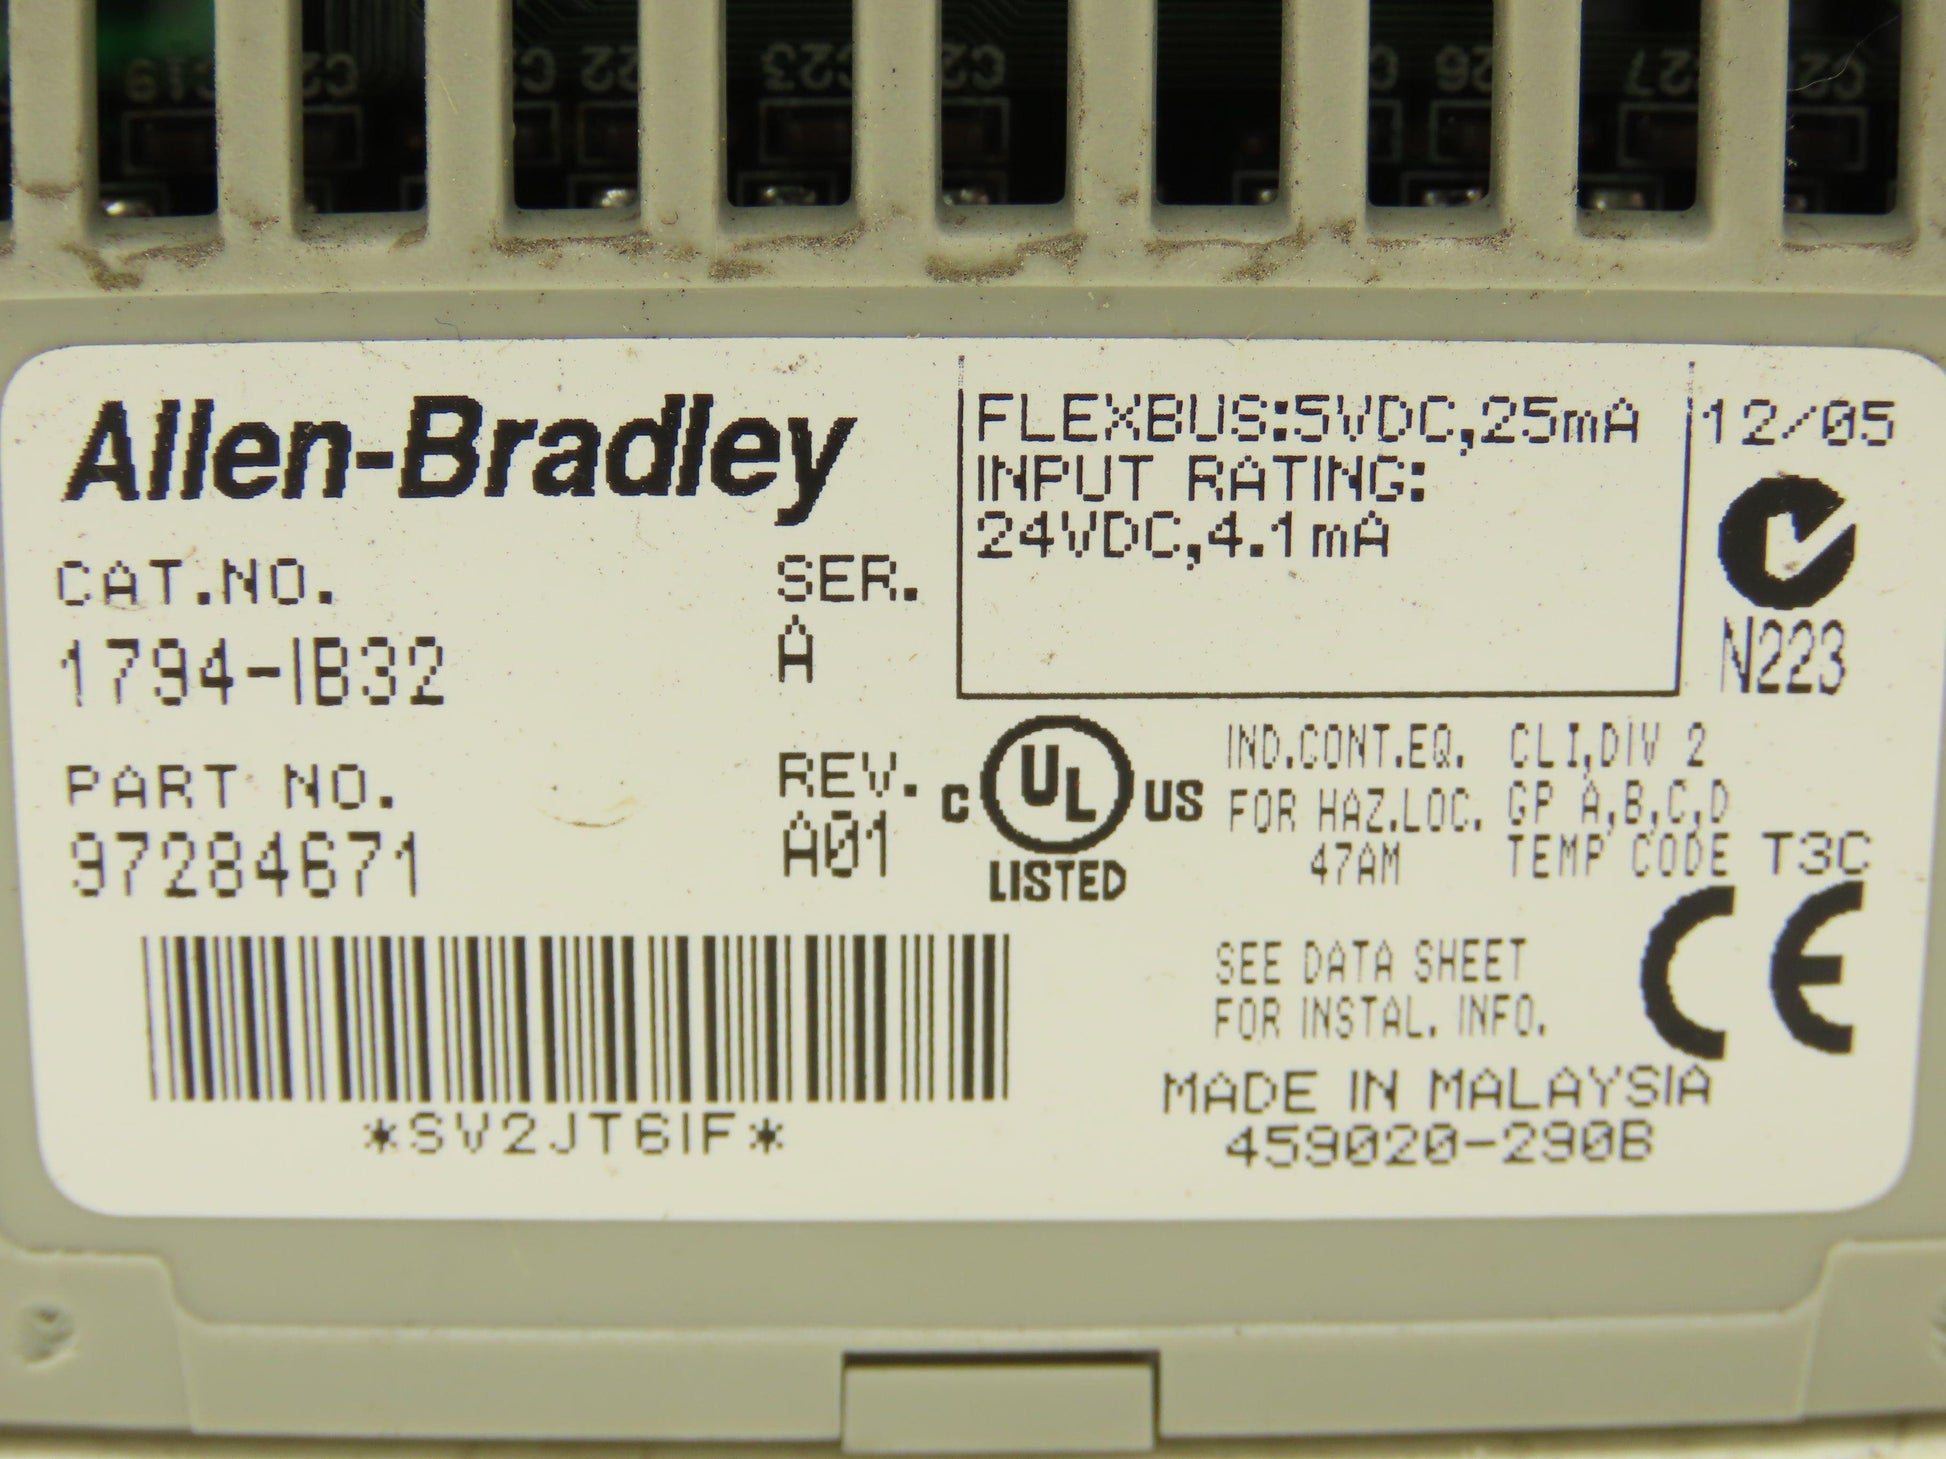 Allen-Bradley
CAT.NO.
1794-IB32
SER.
A
PART NO.
97284671
REV.
A01
*SV2JT6IF*
FLEXBUS:5VDC,25mA
INPUT RATING:
24VDC,4.1mA
12/05
N223
C UL US
LISTED
IND.CONT.EQ.
FOR HAZ.LOC.
47AM
CLI,DIV 2
GP A,B,C,D
TEMP CODE T3C
SEE DATA SHEET
FOR INSTAL. INFO.
CE
MADE IN MALAYSIA
459020-290B